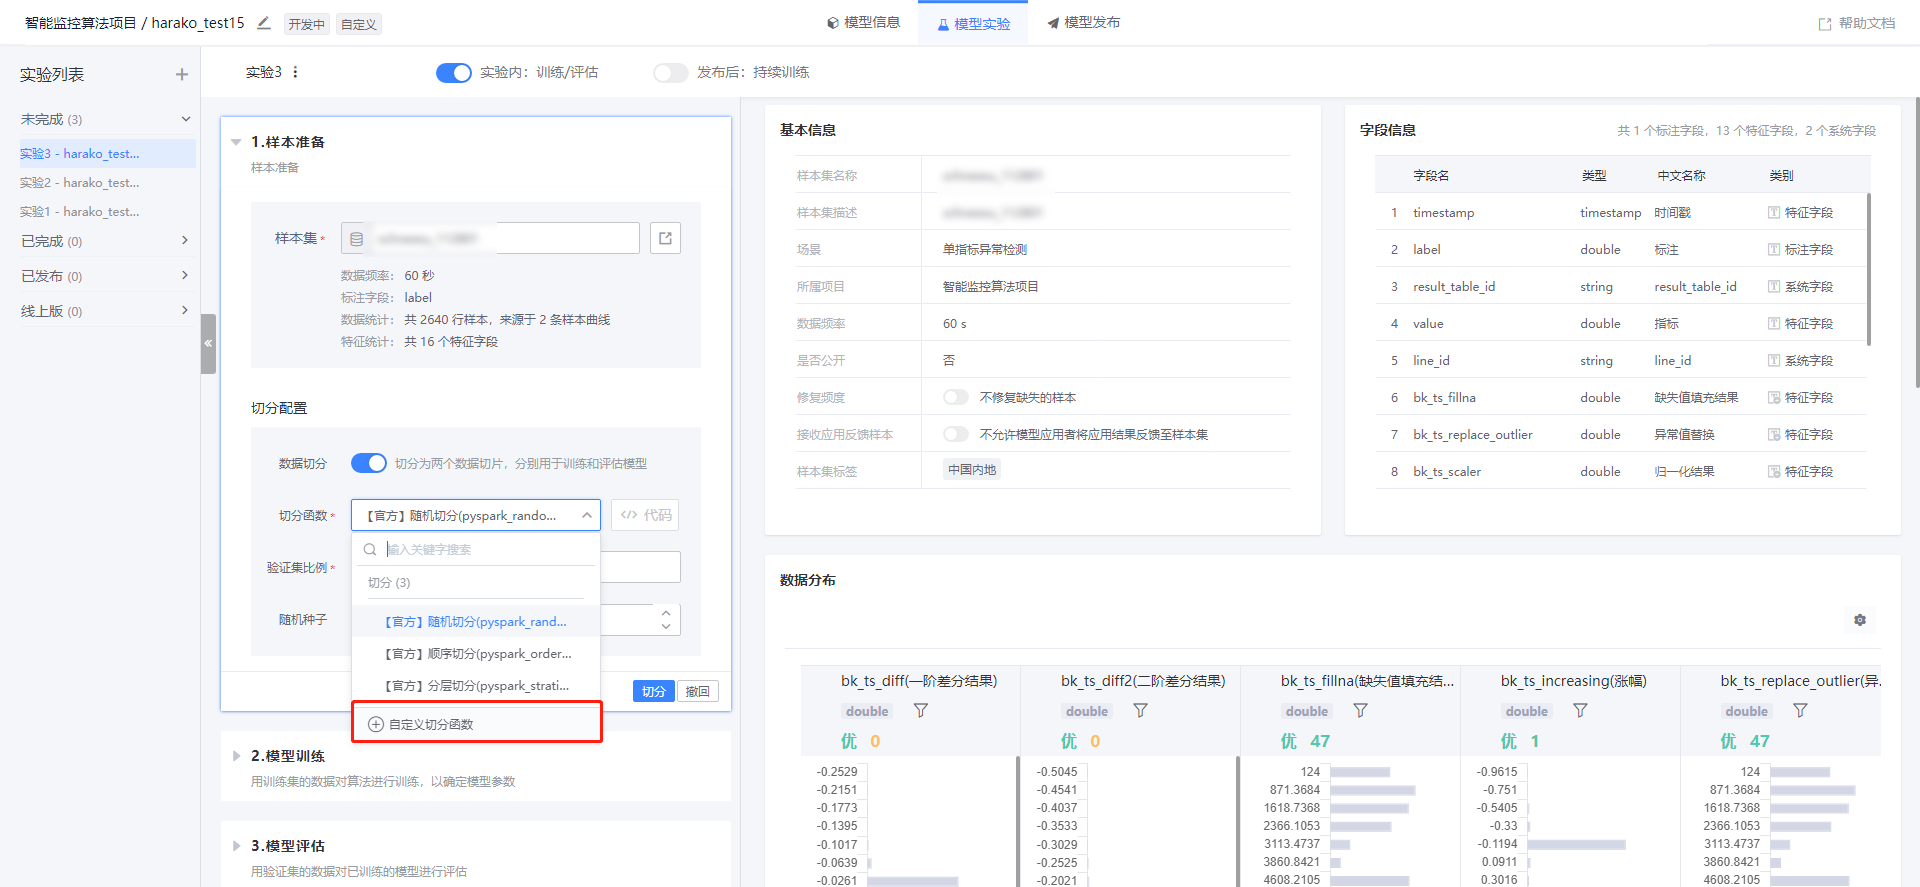 智能监控算法项目 / harako_test15
开发中
自定义
模型信息
模型实验
模型发布
帮助文档
实验列表
未完成 (3)
实验3 - harako_test...
实验2 - harako_test...
实验1 - harako_test...
已完成 (0)
已发布 (0)
线上版 (0)
实验3
实验内：训练/评估
发布后：持续训练
1.样本准备
样本准备
样本集*
数据频率： 60 秒
标注字段： label
数据统计： 共 2640 行样本，来源于 2 条样本曲线
特征统计： 共 16 个特征字段
切分配置
数据切分
切分为两个数据切片，分别用于训练和评估模型
切分函数*
【官方】随机切分(pyspark_rando...
</> 代码
验证集比例*
随机种子
输入关键字搜索
切分 (3)
【官方】随机切分(pyspark_rand...
【官方】顺序切分(pyspark_order...
【官方】分层切分(pyspark_strati...
自定义切分函数
切分
撤回
2.模型训练
用训练集的数据对算法进行训练，以确定模型参数
3.模型评估
用验证集的数据对已训练的模型进行评估
基本信息
样本集名称
样本集描述
场景 单指标异常检测
所属项目 智能监控算法项目
数据频率 60 s
是否公开 否
修复频度 不修复缺失的样本
接收应用反馈样本 不允许模型应用者将应用结果反馈至样本集
样本集标签 中国内地
字段信息
共 1 个标注字段，13 个特征字段，2 个系统字段
字段名 类型 中文名称 类别
1 timestamp timestamp 时间戳 特征字段
2 label double 标注 标注字段
3 result_table_id string result_table_id 系统字段
4 value double 指标 特征字段
5 line_id string line_id 系统字段
6 bk_ts_fillna double 缺失值填充结果 特征字段
7 bk_ts_replace_outlier double 异常值替换 特征字段
8 bk_ts_scaler double 归一化结果 特征字段
数据分布
bk_ts_diff(一阶差分结果)
double
优 0
-0.2529
-0.2151
-0.1773
-0.1395
-0.1017
-0.0639
-0.0261
bk_ts_diff2(二阶差分结果)
double
优 0
-0.5045
-0.4541
-0.4037
-0.3533
-0.3029
-0.2525
-0.2021
bk_ts_fillna(缺失值填充结...
double
优 47
124
871.3684
1618.7368
2366.1053
3113.4737
3860.8421
4608.2105
bk_ts_increasing(涨幅)
double
优 1
-0.9615
-0.751
-0.5405
-0.33
-0.1194
0.0911
0.3016
bk_ts_replace_outlier(异...
double
优 47
124
871.3684
1618.7368
2366.1053
3113.4737
3860.8421
4608.2105